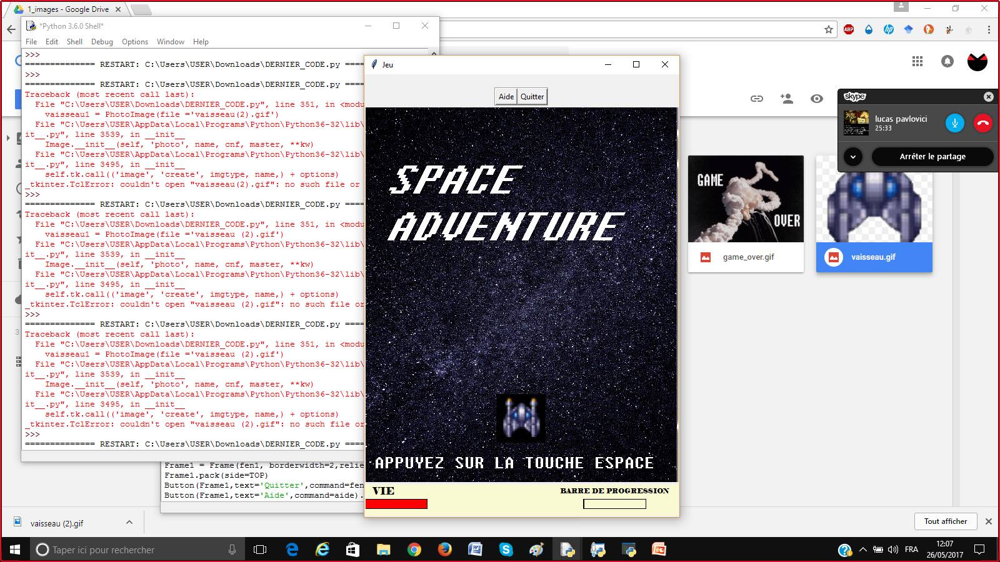 1_images - Google Drive
*Python 3.6.0 Shell*
File Edit Shell Debug Options Window Help
>>>
============== RESTART: C:\Users\USER\Downloads\DERNIER_CODE.py ====
>>>
============== RESTART: C:\Users\USER\Downloads\DERNIER_CODE.py ====
Traceback (most recent call last):
File "C:\Users\USER\Downloads\DERNIER_CODE.py", line 351, in <modu
vaisseau1 = PhotoImage(file ='vaisseau(2).gif')
File "C:\Users\USER\AppData\Local\Programs\Python\Python36-32\lib\
it__.py", line 3539, in __init__
Image.__init__(self, 'photo', name, cnf, master, **kw)
File "C:\Users\USER\AppData\Local\Programs\Python\Python36-32\lib\
it__.py", line 3495, in __init__
self.tk.call(('image', 'create', imgtype, name,) + options)
_tkinter.TclError: couldn't open "vaisseau(2).gif": no such file or
>>>
============== RESTART: C:\Users\USER\Downloads\DERNIER_CODE.py ====
Traceback (most recent call last):
File "C:\Users\USER\Downloads\DERNIER_CODE.py", line 351, in <modu
vaisseau1 = PhotoImage(file ='vaisseau (2).gif')
File "C:\Users\USER\AppData\Local\Programs\Python\Python36-32\lib\
it__.py", line 3539, in __init__
Image.__init__(self, 'photo', name, cnf, master, **kw)
File "C:\Users\USER\AppData\Local\Programs\Python\Python36-32\lib\
it__.py", line 3495, in __init__
self.tk.call(('image', 'create', imgtype, name,) + options)
_tkinter.TclError: couldn't open "vaisseau (2).gif": no such file or
>>>
============== RESTART: C:\Users\USER\Downloads\DERNIER_CODE.py ====
Traceback (most recent call last):
File "C:\Users\USER\Downloads\DERNIER_CODE.py", line 351, in <modu
vaisseau1 = PhotoImage(file ='vaisseau (2).gif')
File "C:\Users\USER\AppData\Local\Programs\Python\Python36-32\lib\
it__.py", line 3539, in __init__
Image.__init__(self, 'photo', name, cnf, master, **kw)
File "C:\Users\USER\AppData\Local\Programs\Python\Python36-32\lib\
it__.py", line 3495, in __init__
self.tk.call(('image', 'create', imgtype, name,) + options)
_tkinter.TclError: couldn't open "vaisseau (2).gif": no such file or
>>>
============== RESTART: C:\Users\USER\Downloads\DERNIER_CODE.py ====
Frame1 = Frame(fen1, borderwidth=2,relie
Frame1.pack(side=TOP)
Button(Frame1,text='Quitter',command=fen
Button(Frame1,text='Aide',command=aide).
Jeu
Aide Quitter
SPACE
ADVENTURE
APPUYEZ SUR LA TOUCHE ESPACE
VIE
BARRE DE PROGRESSION
ABP
hp
skype
lucas pavlovici
25:33
Arrêter le partage
GAME
OVER
game_over.gif
vaisseau.gif
3
vaisseau (2).gif
Tout afficher
Taper ici pour rechercher
FRA
12:07
26/05/2017